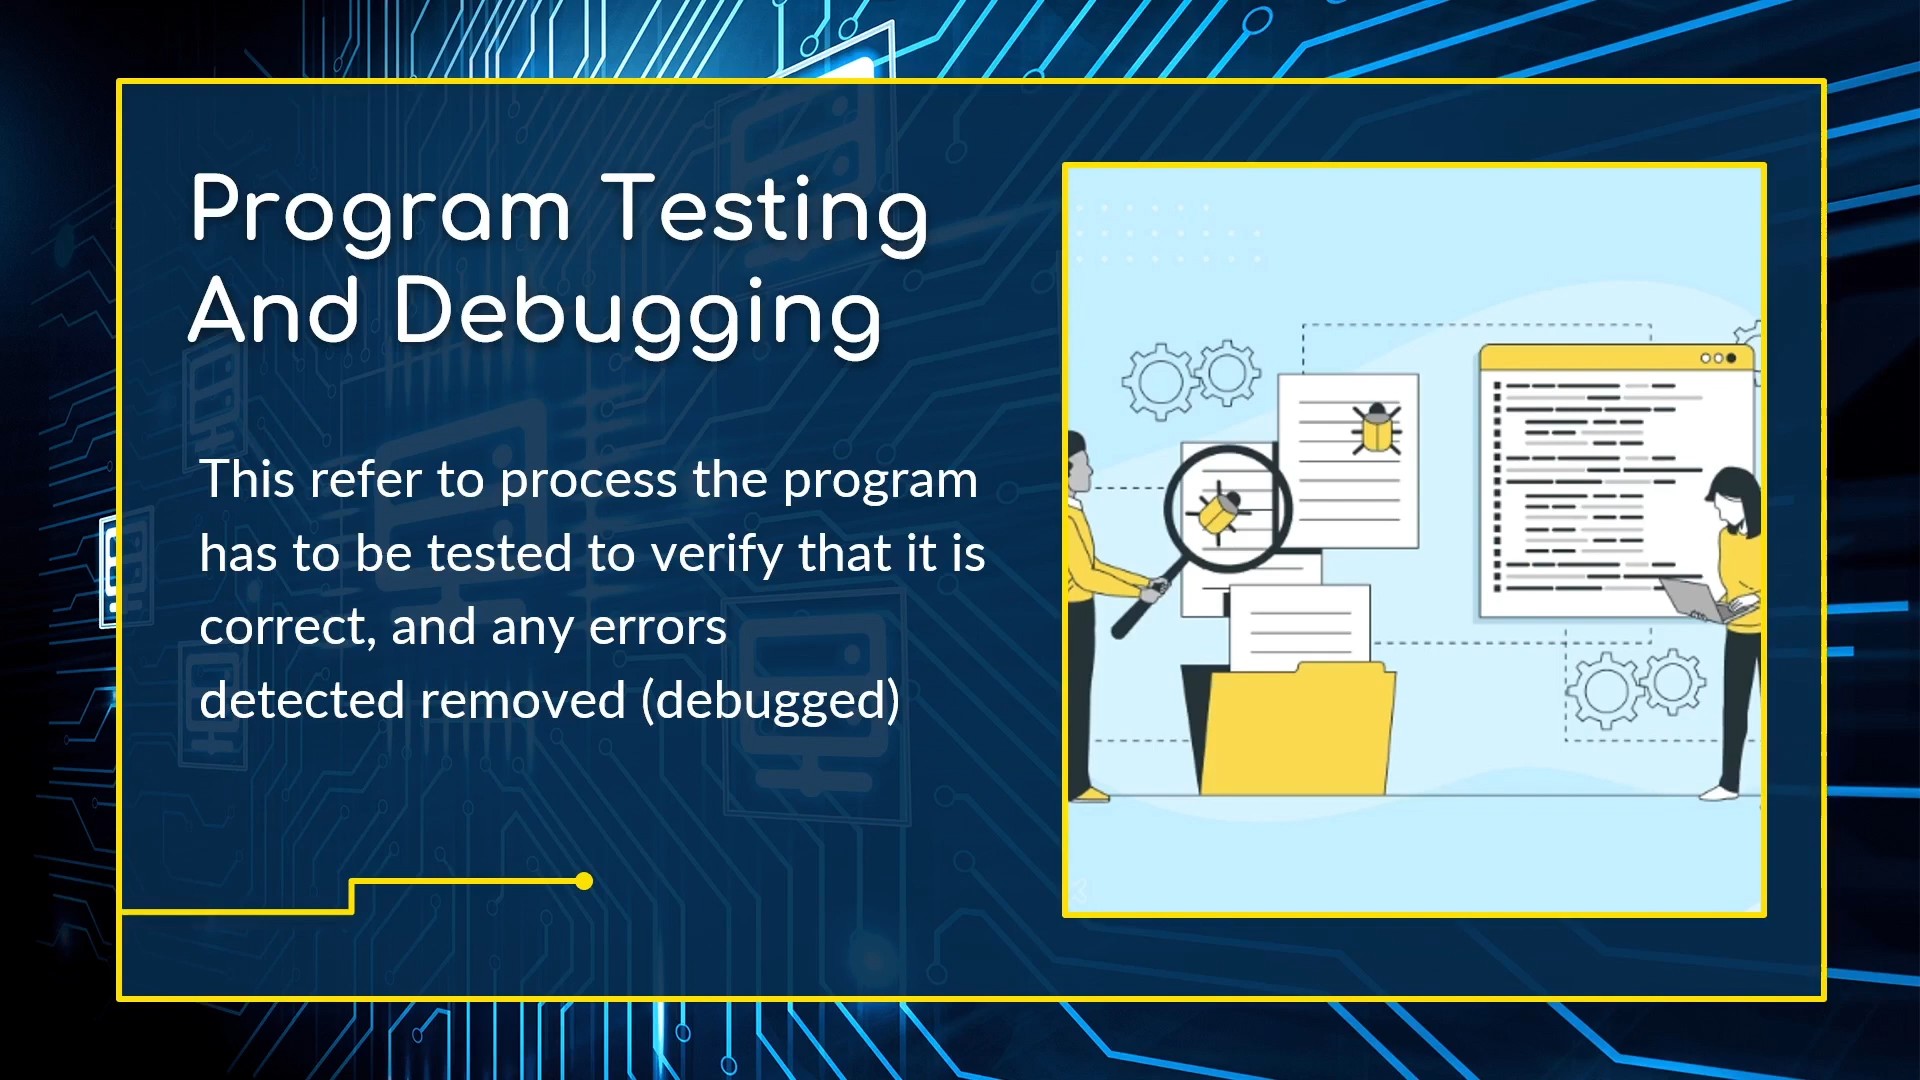 Program Testing
And Debugging
This refer to process the program
has to be tested to verify that it is
correct, and any errors
detected removed (debugged)